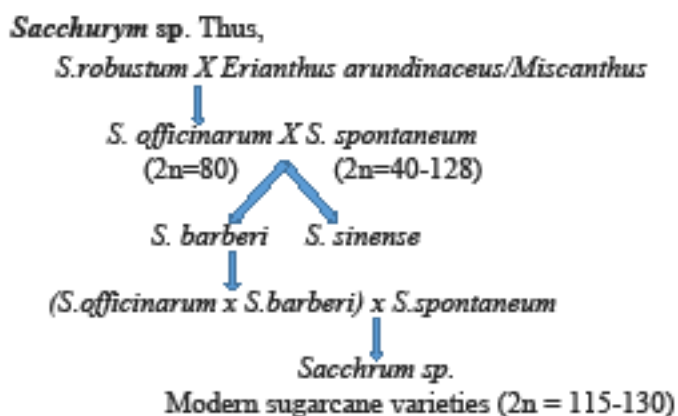 Sacchurym sp. Thus,
S.robustum X Erianthus arundinaceus/Miscanthus
S. officinarum X S. spontaneum
(2n=80) (2n=40-128)
S. barberi S. sinense
(S.officinarum x S.barberi) x S.spontaneum
Sacchrum sp.
Modern sugarcane varieties (2n = 115-130)